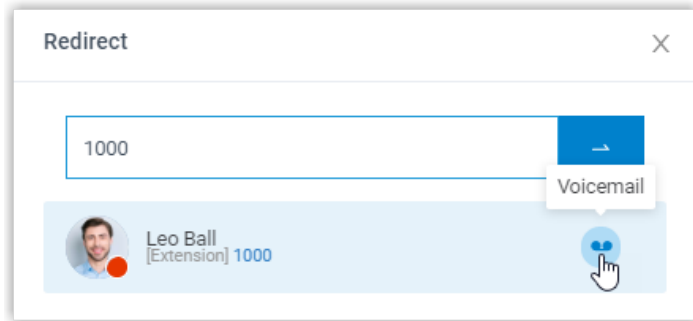 Redirect
1000
Voicemail
Leo Ball
[Extension] 1000